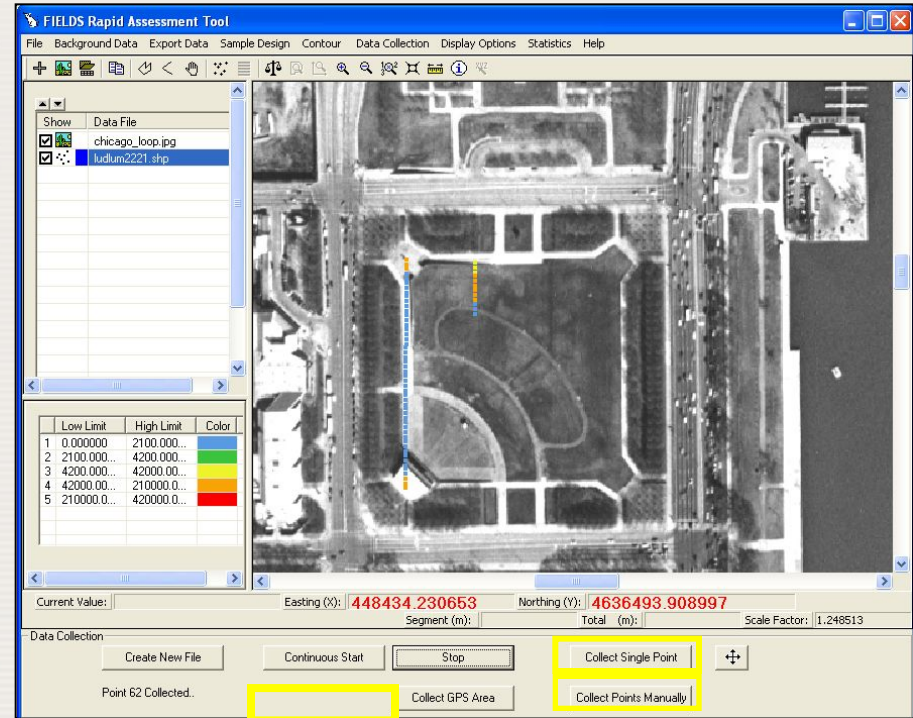 FIELDS Rapid Assessment Tool
File Background Data Export Data Sample Design Contour Data Collection Display Options Statistics Help
Show Data File
chicago_loop.jpg
ludlum2221.shp
Low Limit High Limit Color
1 0.000000 2100.000...
2 2100.000... 4200.000...
3 4200.000... 42000.00...
4 42000.00... 210000.0...
5 210000.0... 420000.0...
Current Value: Easting (X): 448434.230653 Northing (Y): 4636493.908997
Segment (m): Total (m): Scale Factor: 1.248513
Data Collection
Create New File Continuous Start Stop Collect Single Point
Point 62 Collected.. Collect GPS Area Collect Points Manually